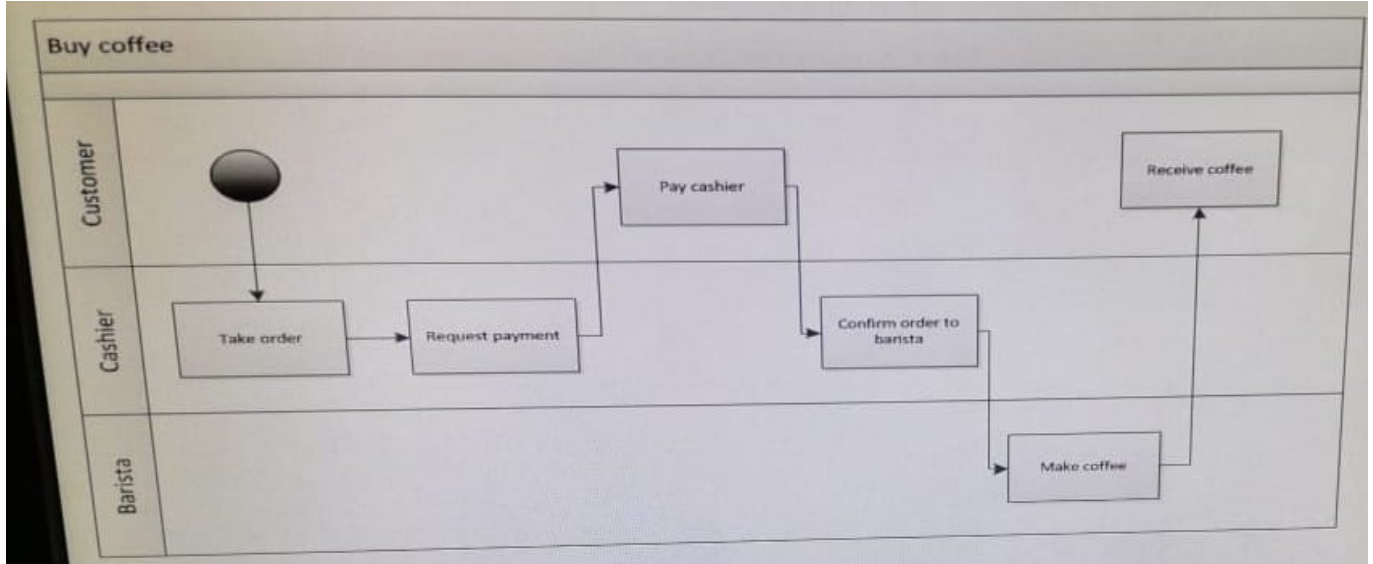 Buy coffee
Customer
Pay cashier
Receive coffee
Cashier
Take order
Request payment
Confirm order to
barista
Barista
Make coffee